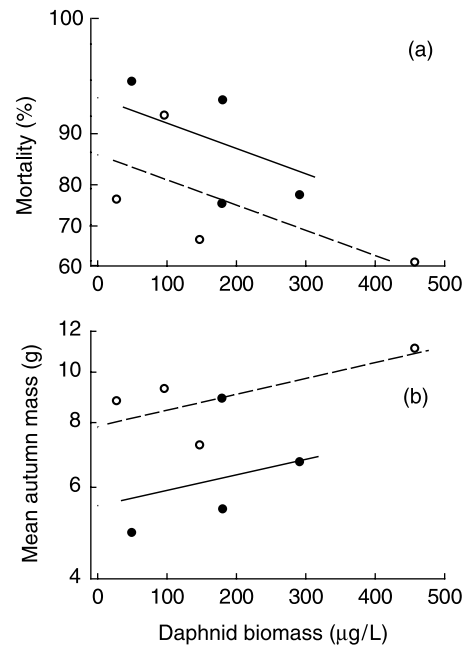 100
(a)
90
80
70
60
Mortality (%)
0 100 200 300 400 500
12
10
(b)
8
6
4
Mean autumn mass (g)
0 100 200 300 400 500
Daphnid biomass (μg/L)